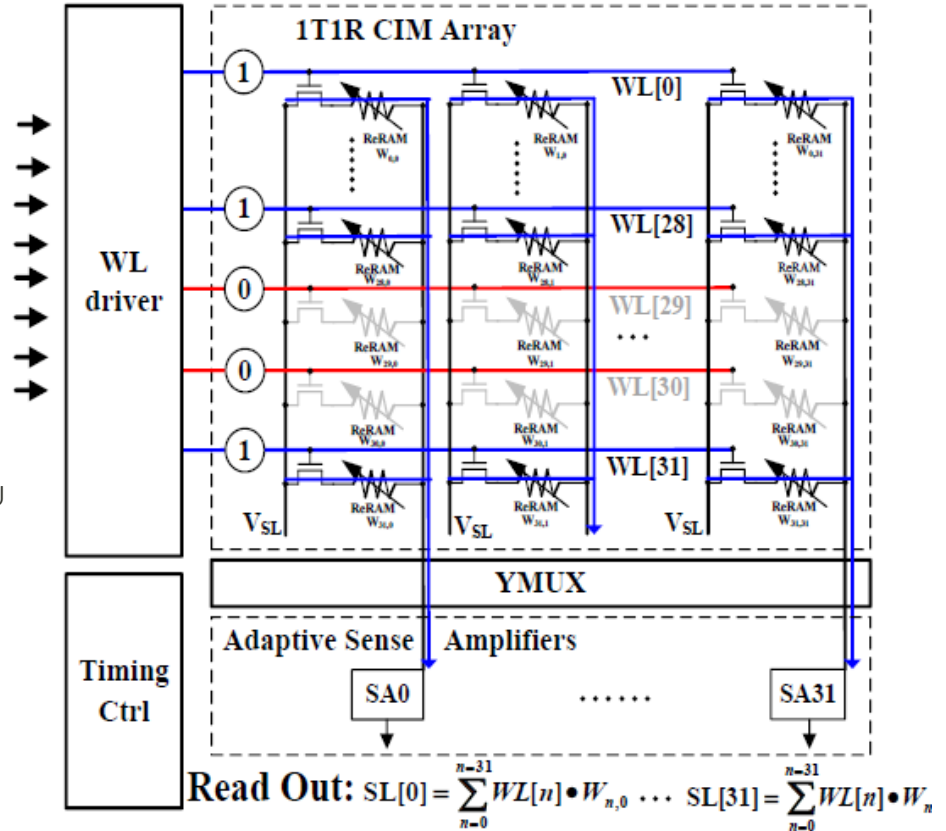 1T1R CIM Array
WL driver
1
WL[0]
ReRAM W0,0
ReRAM W1,0
ReRAM W0,31
1
WL[28]
ReRAM W28,0
ReRAM W28,1
ReRAM W28,31
0
WL[29]
ReRAM W29,0
ReRAM W29,1
ReRAM W29,31
0
WL[30]
ReRAM W30,0
ReRAM W30,1
ReRAM W30,31
1
WL[31]
ReRAM W31,0
ReRAM W31,1
ReRAM W31,31
VSL VSL VSL
YMUX
Timing Ctrl
Adaptive Sense Amplifiers
SA0 ...... SA31
Read Out: SL[0] = ∑_{n=0}^{n=31} WL[n] • Wn,0 ··· SL[31] = ∑_{n=0}^{n=31} WL[n] • Wn